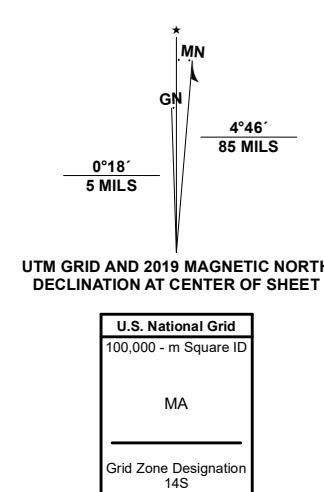 ★
MN
GN
4°46´
85 MILS
0°18´
5 MILS
UTM GRID AND 2019 MAGNETIC NORTH
DECLINATION AT CENTER OF SHEET
U.S. National Grid
100,000 - m Square ID
MA
Grid Zone Designation
14S